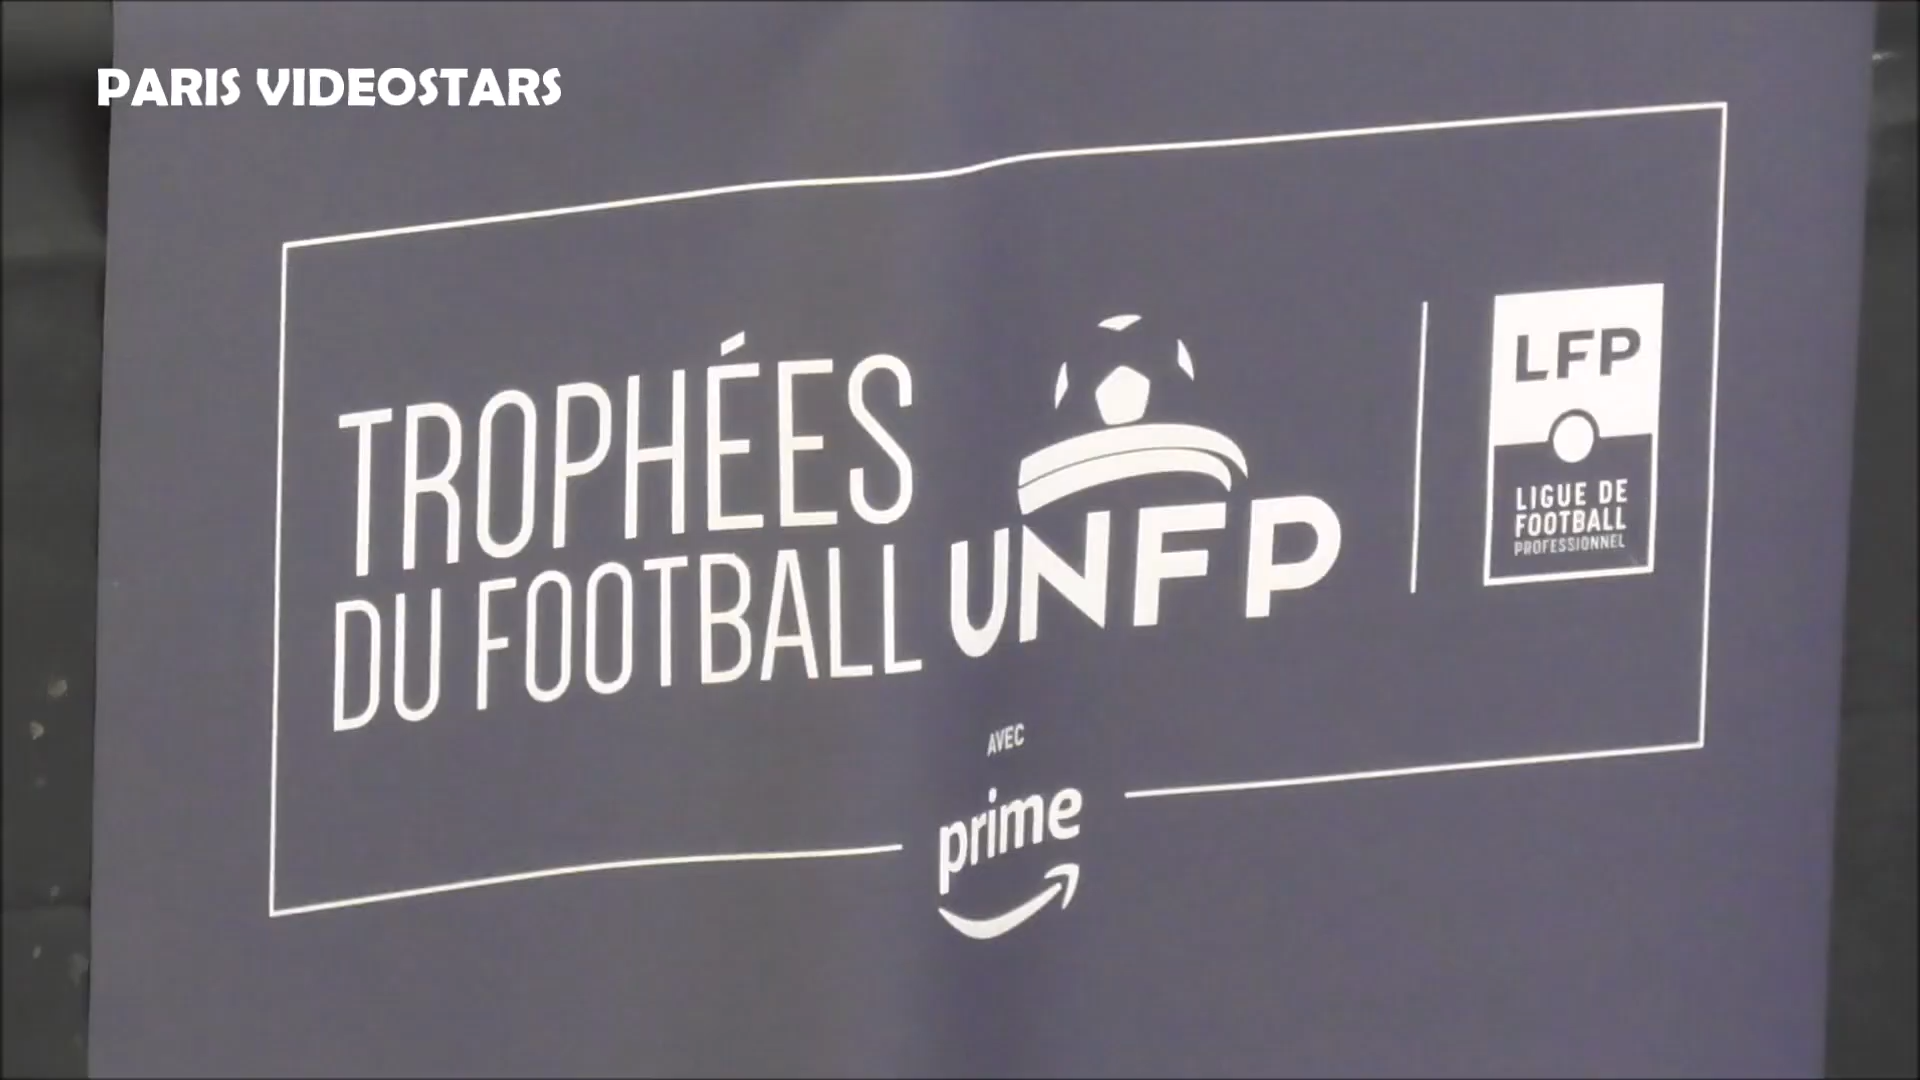 PARIS VIDEOSTARS
TROPHÉES
DU FOOTBALL
UNFP
LFP
LIGUE DE
FOOTBALL
PROFESSIONNEL
AVEC
prime